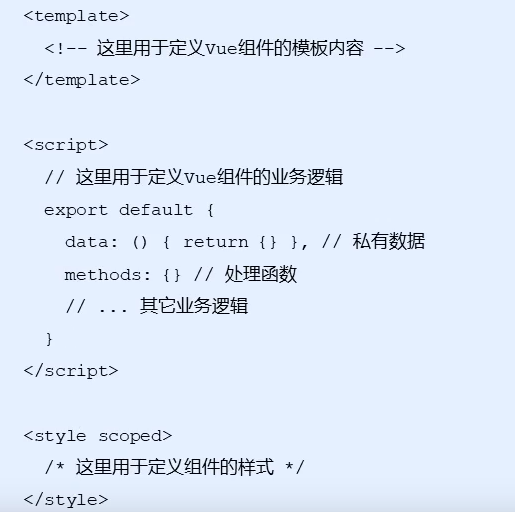 <template>
  <!-- 这里用于定义Vue组件的模板内容 -->
</template>

<script>
  // 这里用于定义Vue组件的业务逻辑
  export default {
    data: () { return {} }, // 私有数据
    methods: {} // 处理函数
    // ... 其它业务逻辑
  }
</script>

<style scoped>
  /* 这里用于定义组件的样式 */
</style>